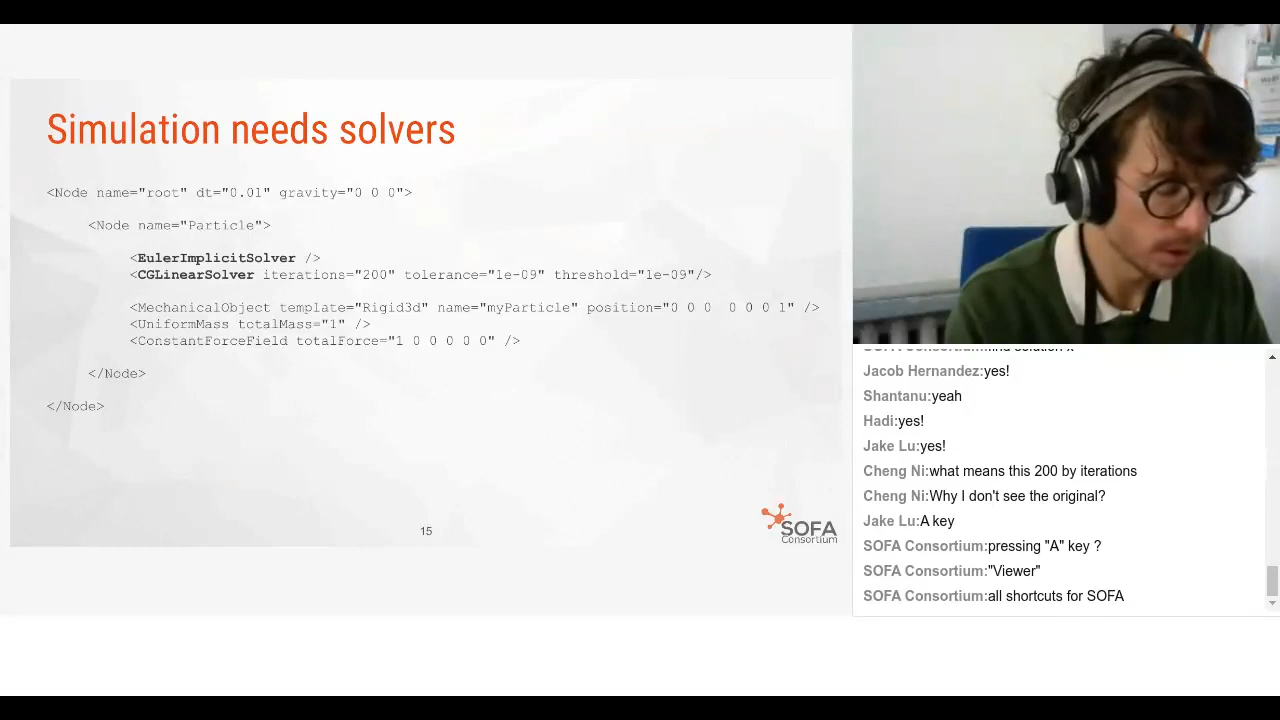 Simulation needs solvers
<Node name="root" dt="0.01" gravity="0 0 0">
<Node name="Particle">
<EulerImplicitSolver />
<CGLinearSolver iterations="200" tolerance="1e-09" threshold="1e-09"/>
<MechanicalObject template="Rigid3d" name="myParticle" position="0 0 0  0 0 0 1" />
<UniformMass totalMass="1" />
<ConstantForceField totalForce="1 0 0 0 0 0" />
</Node>
</Node>
15
SOFA
Consortium
Jacob Hernandez:yes!
Shantanu:yeah
Hadi:yes!
Jake Lu:yes!
Cheng Ni:what means this 200 by iterations
Cheng Ni:Why I don't see the original?
Jake Lu:A key
SOFA Consortium:pressing "A" key ?
SOFA Consortium:"Viewer"
SOFA Consortium:all shortcuts for SOFA